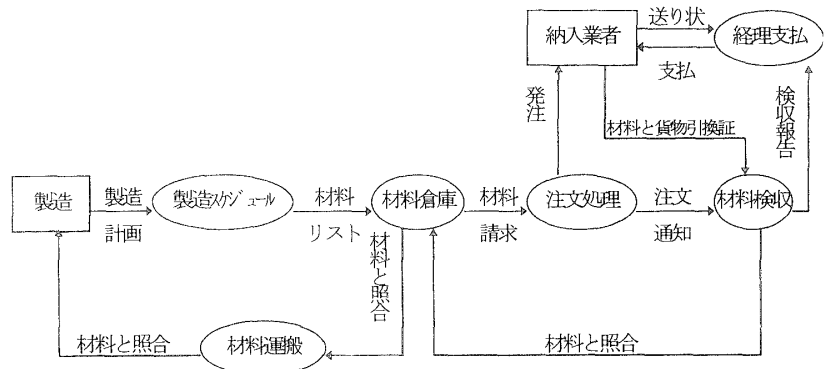 送り状
納入業者
経理支払
支払
発注
検収報告
材料と貨物引換証
製造
製造
計画
製造スケジュール
材料
リスト
材料倉庫
材料
請求
注文処理
注文
通知
材料検収
材料と照合
材料と照合
材料運搬
材料と照合